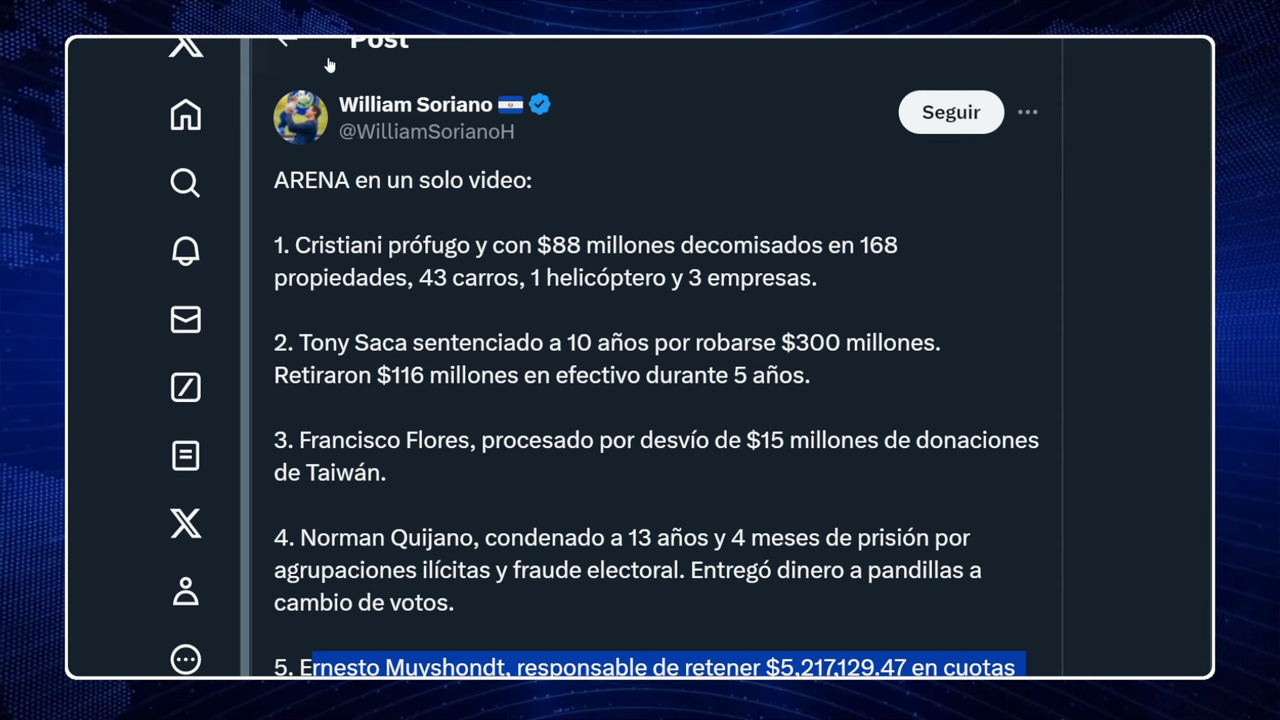 Post
William Soriano
@WilliamSorianoH
Seguir
ARENA en un solo video:
1. Cristiani prófugo y con $88 millones decomisados en 168
propiedades, 43 carros, 1 helicóptero y 3 empresas.
2. Tony Saca sentenciado a 10 años por robarse $300 millones.
Retiraron $116 millones en efectivo durante 5 años.
3. Francisco Flores, procesado por desvío de $15 millones de donaciones
de Taiwán.
4. Norman Quijano, condenado a 13 años y 4 meses de prisión por
agrupaciones ilícitas y fraude electoral. Entregó dinero a pandillas a
cambio de votos.
5. Ernesto Muyshondt, responsable de retener $5,217,129.47 en cuotas